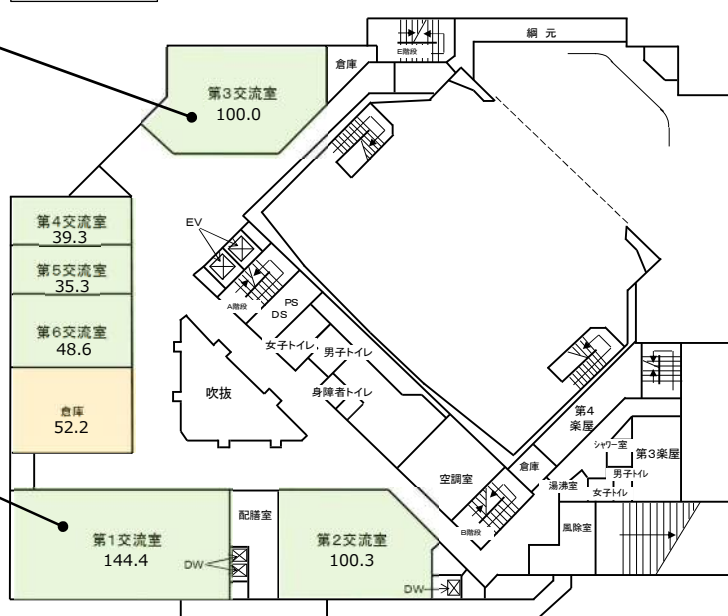 綱元
E階段
倉庫
第3交流室
100.0
第4交流室
39.3
EV
第5交流室
35.3
A階段
PS
DS
第6交流室
48.6
女子トイレ
男子トイレ
吹抜
身障者トイレ
倉庫
52.2
第4
楽屋
シャワー室
第3楽屋
倉庫
男子トイレ
空調室
湯沸室
女子トイレ
配膳室
風除室
B階段
第1交流室
144.4
第2交流室
100.3
DW
DW